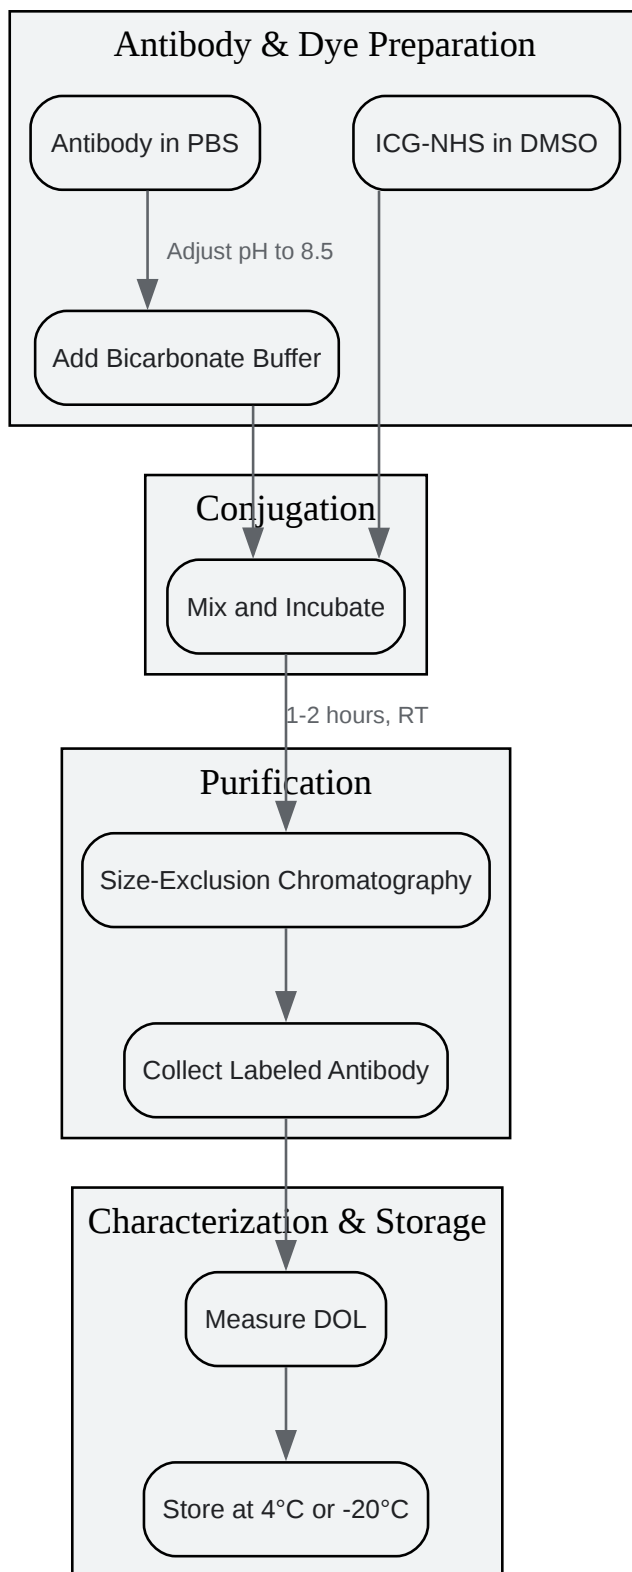 Antibody & Dye Preparation
Antibody in PBS
ICG-NHS in DMSO
Adjust pH to 8.5
Add Bicarbonate Buffer
Conjugation
Mix and Incubate
1-2 hours, RT
Purification
Size-Exclusion Chromatography
Collect Labeled Antibody
Characterization & Storage
Measure DOL
Store at 4°C or -20°C